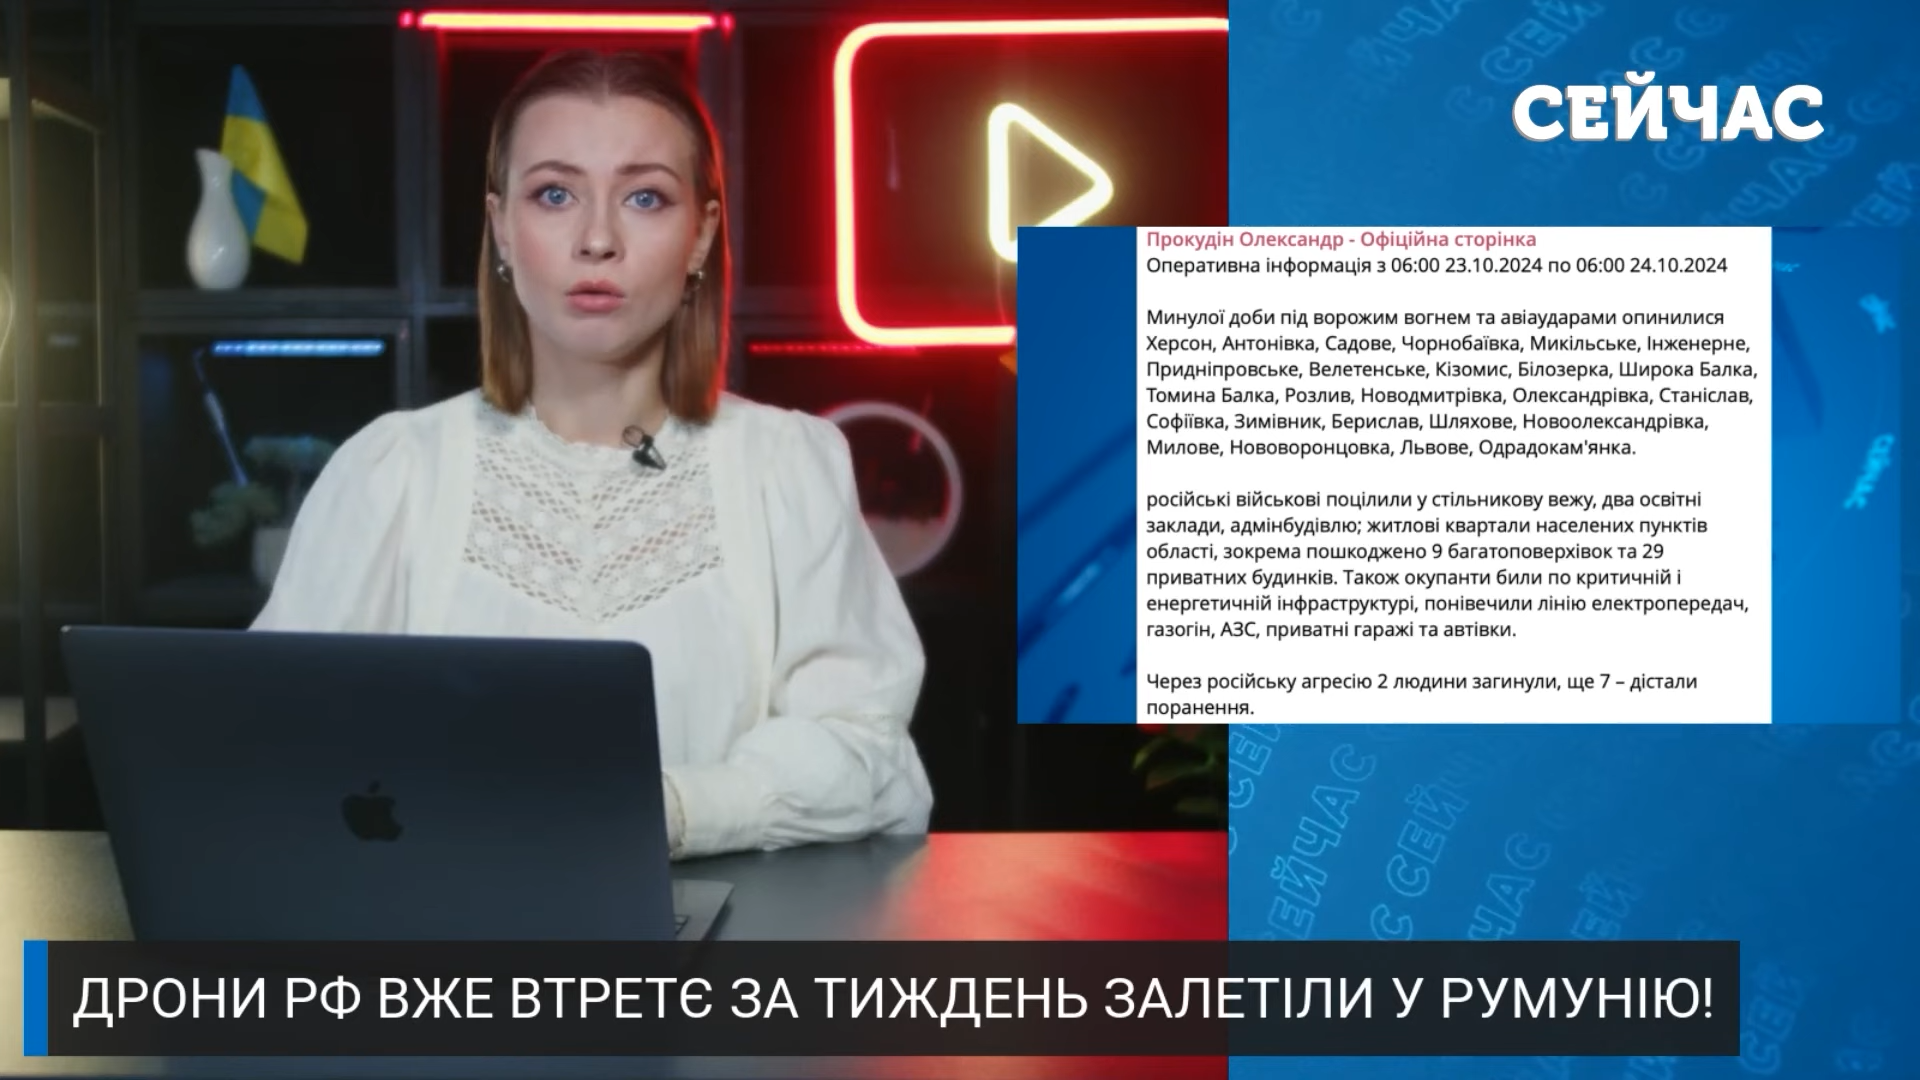 СЕЙЧАС
Прокудін Олександр - Офіційна сторінка
Оперативна інформація з 06:00 23.10.2024 по 06:00 24.10.2024
Минулої доби під ворожим вогнем та авіаударами опинилися
Херсон, Антонівка, Садове, Чорнобаївка, Микільське, Інженерне,
Придніпровське, Велетенське, Кізомис, Білозерка, Широка Балка,
Томина Балка, Розлив, Новодмитрівка, Олександрівка, Станіслав,
Софіївка, Зимівник, Берислав, Шляхове, Новоолександрівка,
Милове, Нововоронцовка, Львове, Одрадокам'янка.
російські військові поцілили у стільникову вежу, два освітні
заклади, адмінбудівлю; житлові квартали населених пунктів
області, зокрема пошкоджено 9 багатоповерхівок та 29
приватних будинків. Також окупанти били по критичній і
енергетичній інфраструктурі, понівечили лінію електропередач,
газогін, АЗС, приватні гаражі та автівки.
Через російську агресію 2 людини загинули, ще 7 – дістали
поранення.
ДРОНИ РФ ВЖЕ ВТРЕТЄ ЗА ТИЖДЕНЬ ЗАЛЕТІЛИ У РУМУНІЮ!